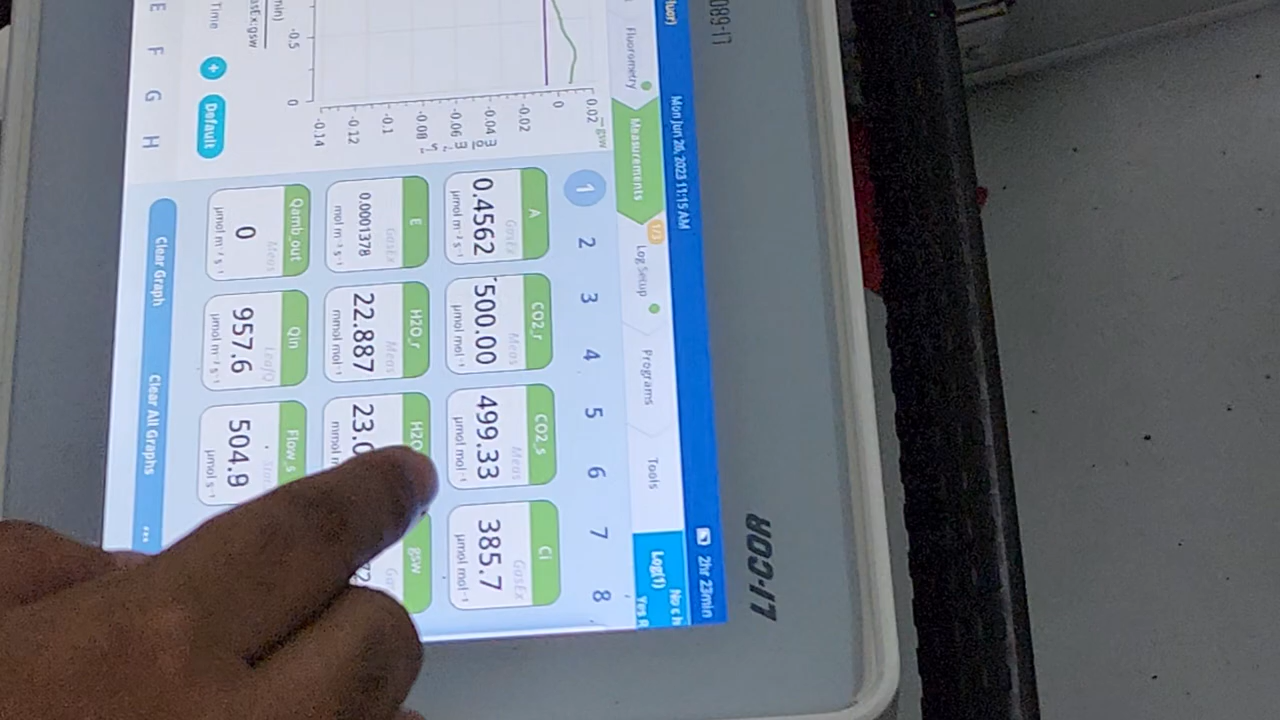 LI-COR
089-17
Mon Jun 26, 2023 11:15 AM
2hr 23min
Fluorometry
Measurements
1/3
Log Setup
Programs
Tools
Log(1)
gsw
0.02
0
-0.02
-0.04
-0.06
-0.08
-0.1
-0.12
-0.14
-0.5
0
Time
Default
E F G H
1 2 3 4 5 6 7 8
A
GasEx
0.4562
µmol m⁻² s⁻¹
CO2_r
Meas
500.00
µmol mol⁻¹
CO2_s
Meas
499.33
µmol mol⁻¹
Ci
GasEx
385.7
µmol mol⁻¹
E
GasEx
0.0001378
mol m⁻² s⁻¹
H2O_r
Meas
22.887
mmol mol⁻¹
H2O
23.0
gsw
Qamb_out
Meas
0
µmol m⁻² s⁻¹
Qin
LeafQ
957.6
µmol m⁻² s⁻¹
Flow_s
504.9
µmol s⁻¹
Clear Graph
Clear All Graphs
...